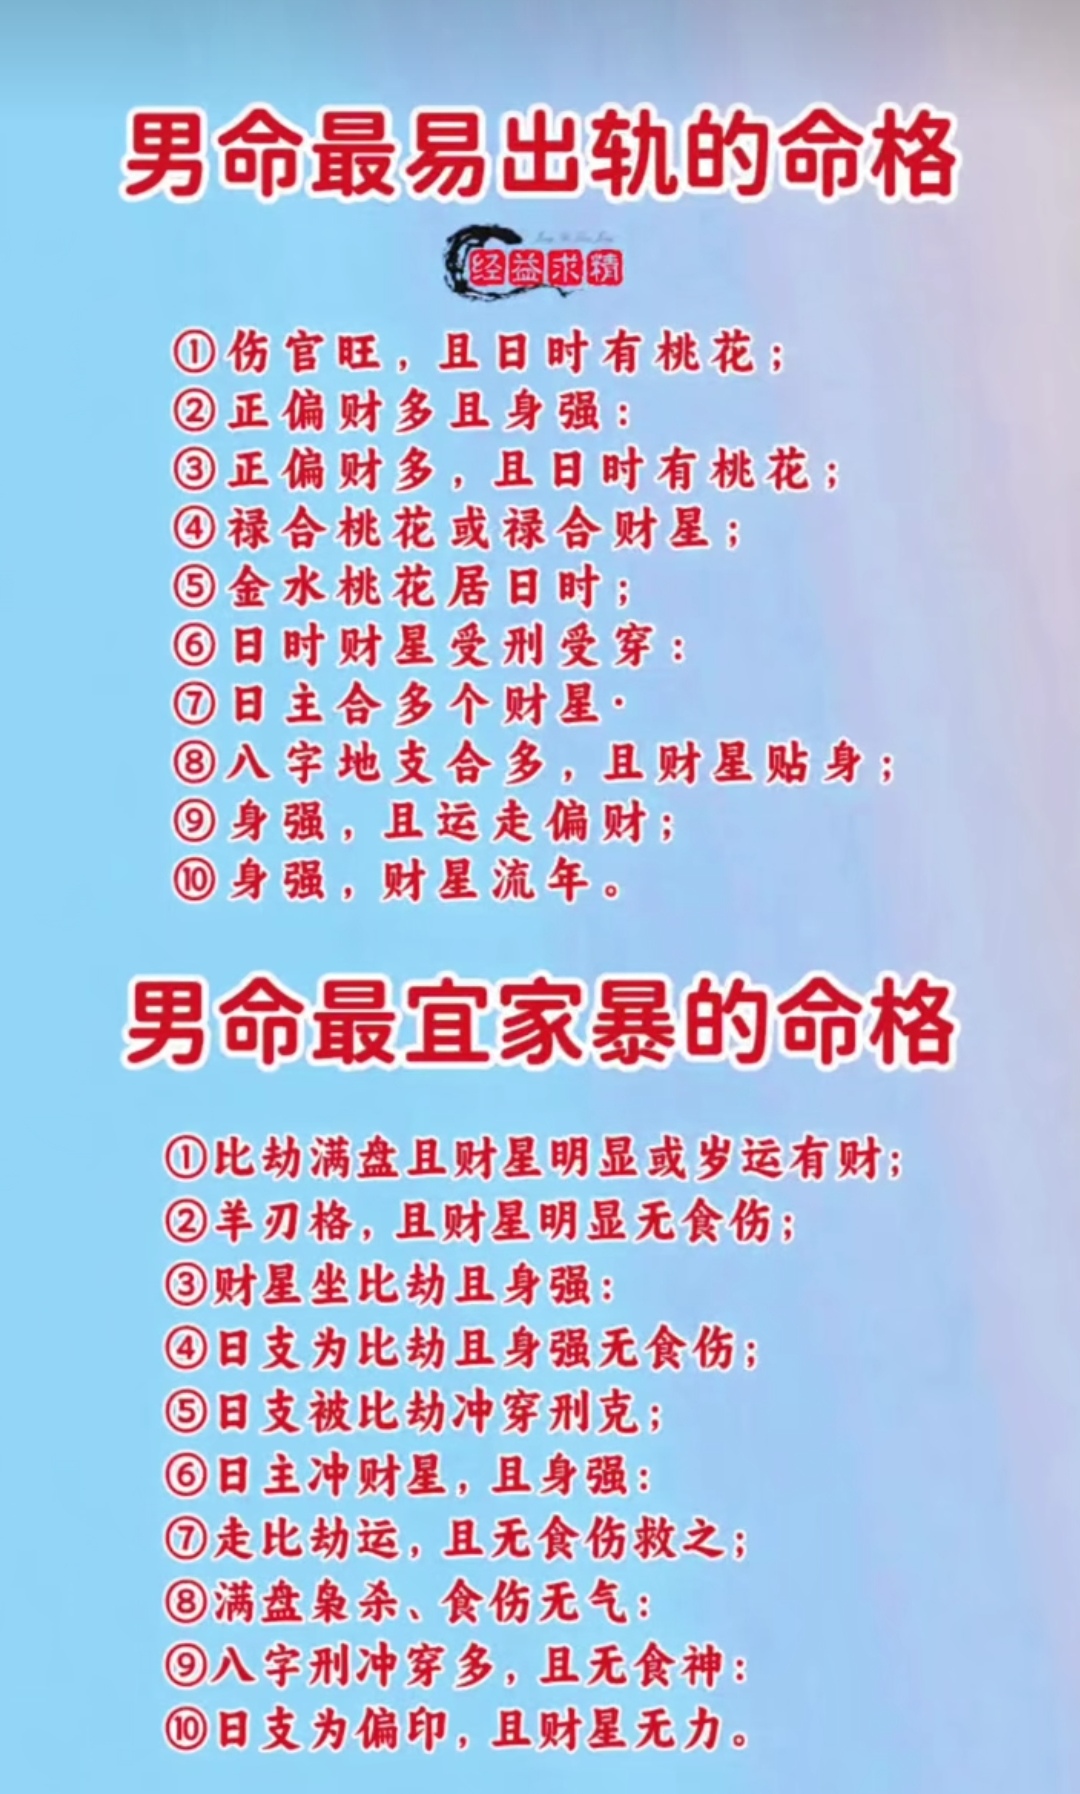 男命最易出轨的命格
经益求精
①伤官旺，且日时有桃花；
②正偏财多且身强：
③正偏财多，且日时有桃花；
④禄合桃花或禄合财星；
⑤金水桃花居日时；
⑥日时财星受刑受穿：
⑦日主合多个财星·
⑧八字地支合多，且财星贴身；
⑨身强，且运走偏财；
⑩身强，财星流年。
男命最宜家暴的命格
①比劫满盘且财星明显或岁运有财；
②羊刃格，且财星明显无食伤；
③财星坐比劫且身强：
④日支为比劫且身强无食伤；
⑤日支被比劫冲穿刑克；
⑥日主冲财星，且身强：
⑦走比劫运，且无食伤救之；
⑧满盘枭杀、食伤无气：
⑨八字刑冲穿多，且无食神：
⑩日支为偏印，且财星无力。